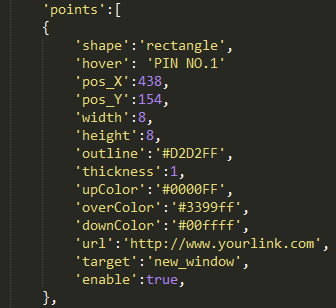 'points':[
{
'shape':'rectangle',
'hover': 'PIN NO.1'
'pos_X':438,
'pos_Y':154,
'width':8,
'height':8,
'outline':'#D2D2FF',
'thickness':1,
'upColor':'#0000FF',
'overColor':'#3399ff',
'downColor':'#00ffff',
'url':'http://www.yourlink.com',
'target':'new_window',
'enable':true,
},